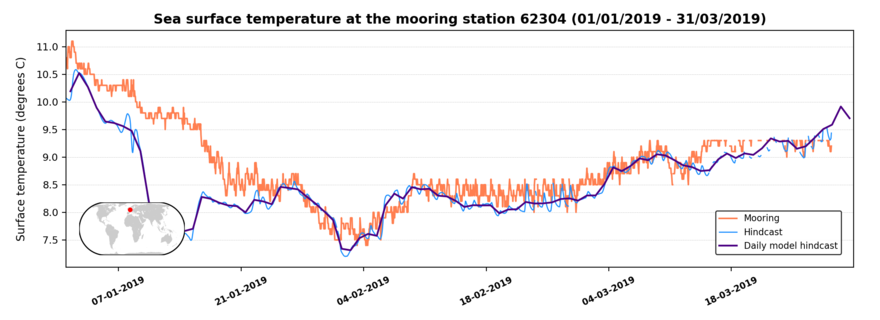 Sea surface temperature at the mooring station 62304 (01/01/2019 - 31/03/2019)
Surface temperature (degrees C)
11.0
10.5
10.0
9.5
9.0
8.5
8.0
7.5
Mooring
Hindcast
Daily model hindcast
07-01-2019
21-01-2019
04-02-2019
18-02-2019
04-03-2019
18-03-2019